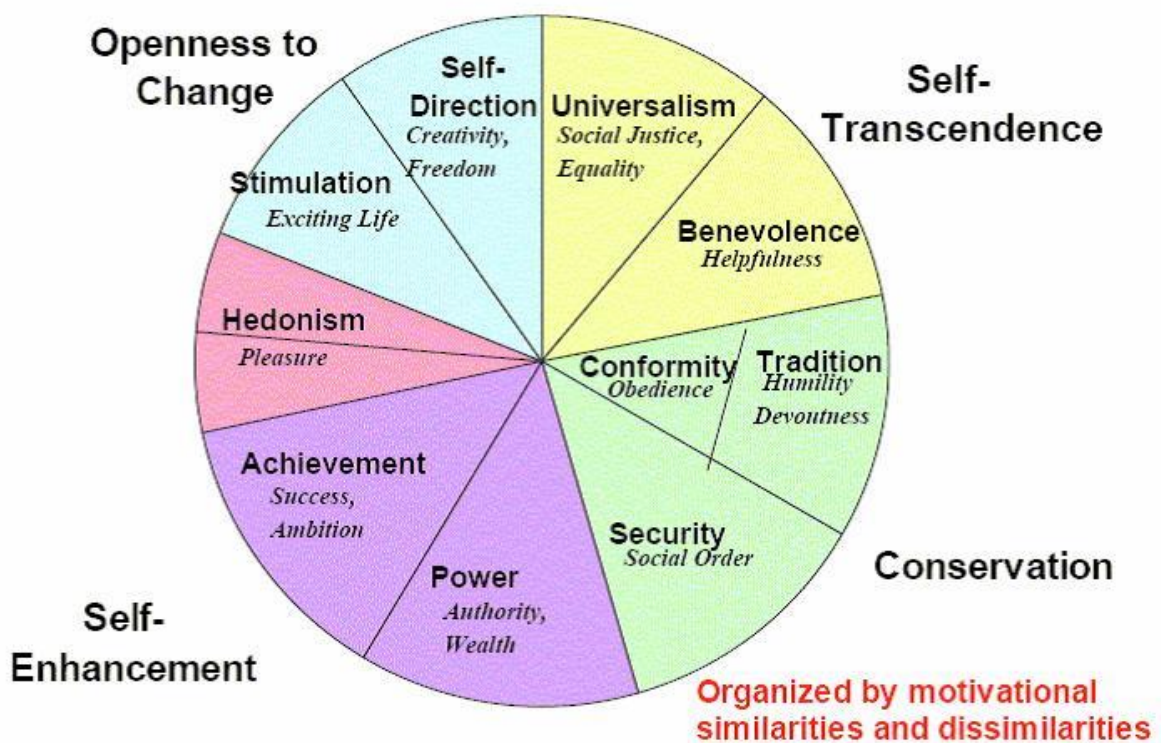 Openness to
Change
Self-
Direction
Creativity,
Freedom
Universalism
Social Justice,
Equality
Self-
Transcendence
Stimulation
Exciting Life
Benevolence
Helpfulness
Hedonism
Pleasure
Conformity
Obedience
Tradition
Humility
Devoutness
Achievement
Success,
Ambition
Security
Social Order
Conservation
Power
Authority,
Wealth
Self-
Enhancement
Organized by motivational
similarities and dissimilarities